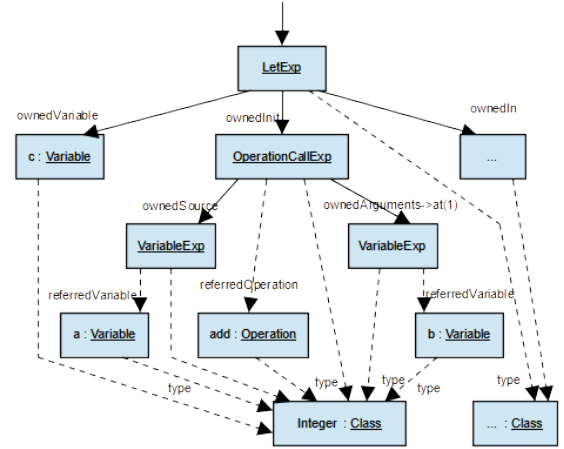 LetExp
ownedVariable
ownedInit
ownedIn
c : Variable
OperationCallExp
...
ownedSource
ownedArguments->at(1)
VariableExp
VariableExp
referredVariable
referredOperation
referredVariable
a : Variable
add : Operation
b : Variable
type
type
type
type
type
Integer : Class
... : Class